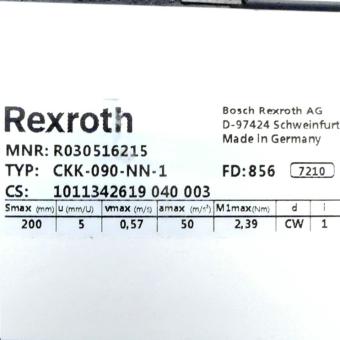 Rexroth
Bosch Rexroth AG
D-97424 Schweinfurt
Made in Germany
MNR: R030516215
TYP: CKK-090-NN-1 FD: 856 7210
CS: 1011342619 040 003
Smax (mm) u (mm/U) vmax (m/s) amax (m/s²) M1max(Nm) d i
200 5 0,57 50 2,39 CW 1